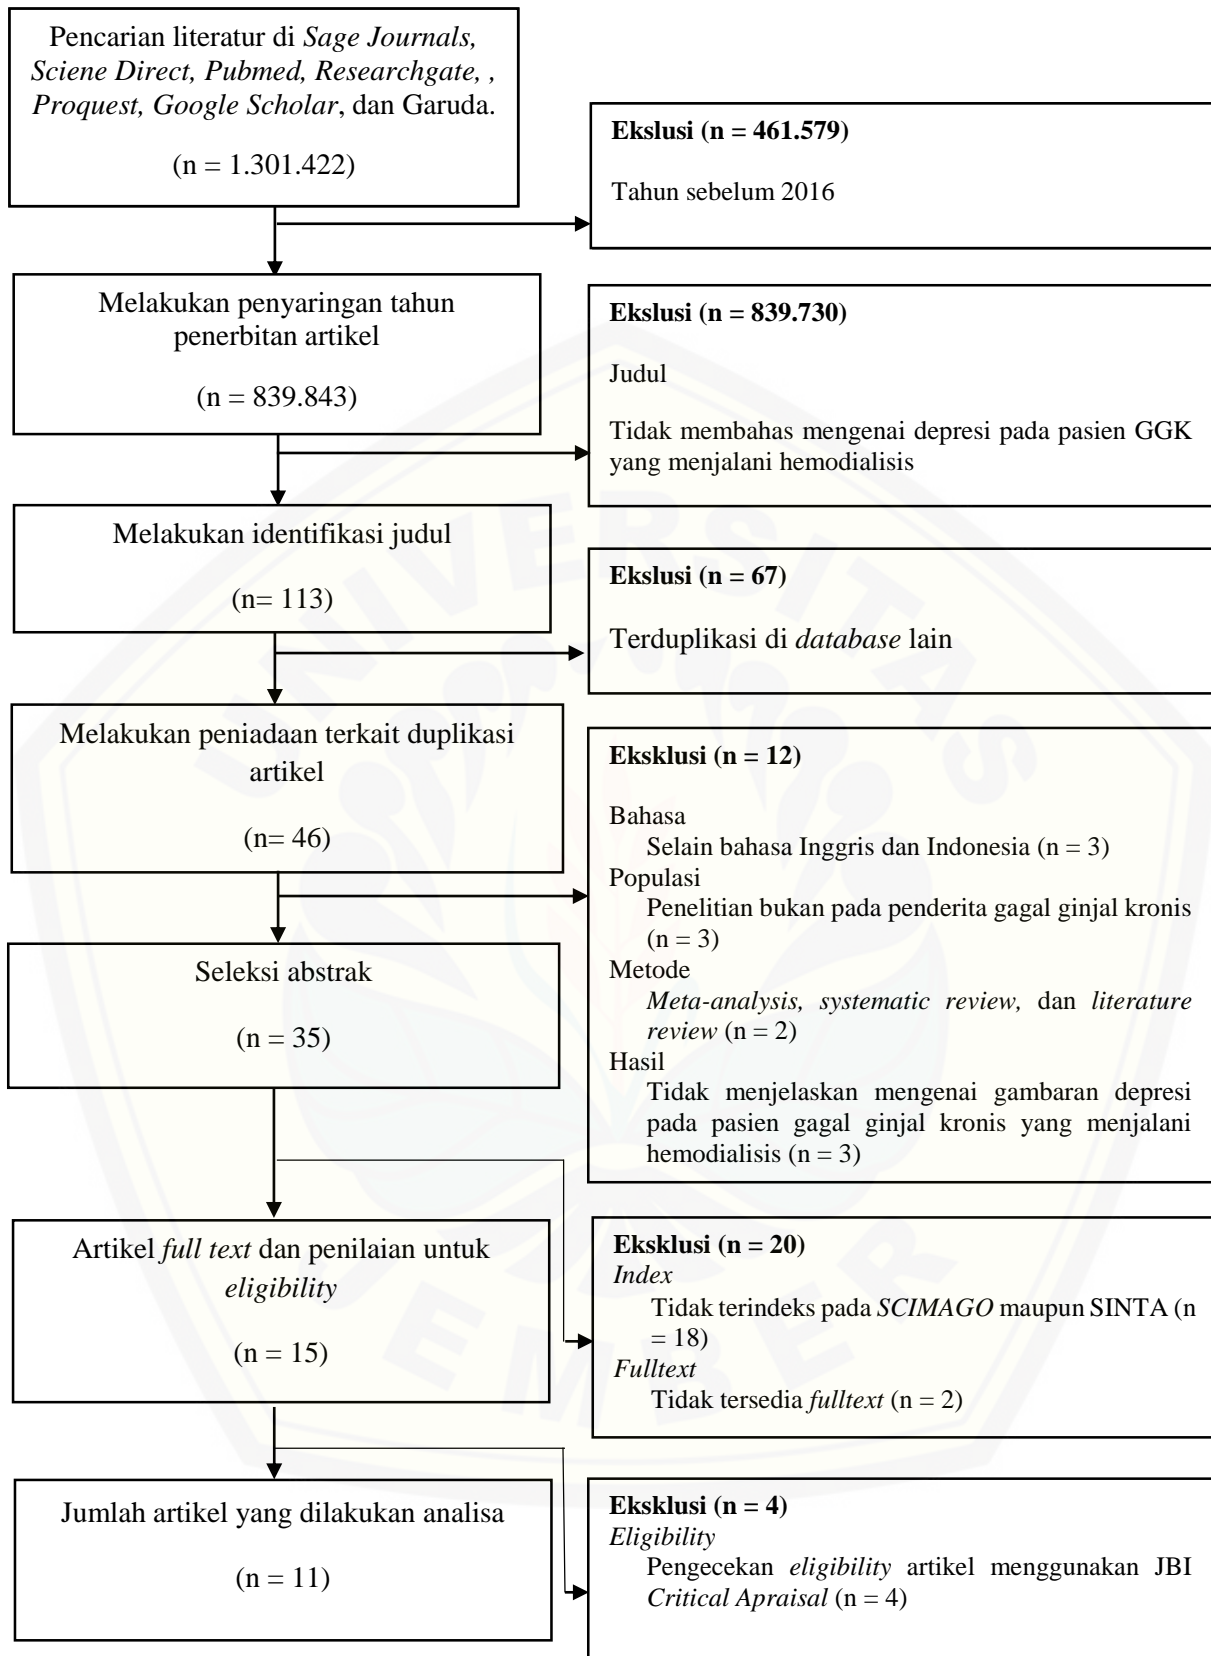 Pencarian literatur di Sage Journals,
Sciene Direct, Pubmed, Researchgate, ,
Proquest, Google Scholar, dan Garuda.
(n = 1.301.422)
Ekslusi (n = 461.579)
Tahun sebelum 2016
Melakukan penyaringan tahun
penerbitan artikel
(n = 839.843)
Ekslusi (n = 839.730)
Judul
Tidak membahas mengenai depresi pada pasien GGK
yang menjalani hemodialisis
Melakukan identifikasi judul
(n= 113)
Ekslusi (n = 67)
Terduplikasi di database lain
Melakukan peniadaan terkait duplikasi
artikel
(n= 46)
Eksklusi (n = 12)
Bahasa
Selain bahasa Inggris dan Indonesia (n = 3)
Populasi
Penelitian bukan pada penderita gagal ginjal kronis
(n = 3)
Metode
Meta-analysis, systematic review, dan literature
review (n = 2)
Hasil
Tidak menjelaskan mengenai gambaran depresi
pada pasien gagal ginjal kronis yang menjalani
hemodialisis (n = 3)
Seleksi abstrak
(n = 35)
Eksklusi (n = 20)
Index
Tidak terindeks pada SCIMAGO maupun SINTA (n
= 18)
Fulltext
Tidak tersedia fulltext (n = 2)
Artikel full text dan penilaian untuk
eligibility
(n = 15)
Eksklusi (n = 4)
Eligibility
Pengecekan eligibility artikel menggunakan JBI
Critical Apraisal (n = 4)
Jumlah artikel yang dilakukan analisa
(n = 11)
UNIVERSITAS
JEMBER